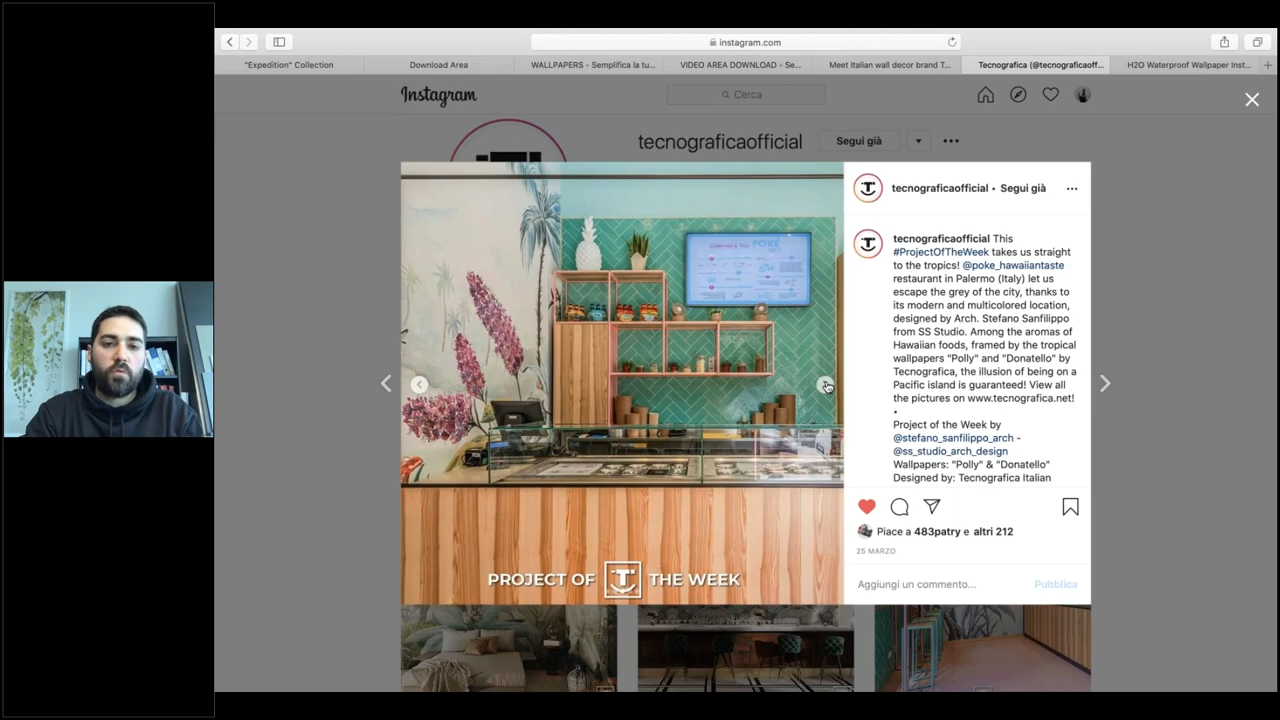 instagram.com
"Expedition" Collection
Download Area
WALLPAPERS - Semplifica la tu...
VIDEO AREA DOWNLOAD - Se...
Meet Italian wall decor brand T...
Tecnografica (@tecnograficaoff...
H2O Waterproof Wallpaper Inst...
Instagram
Cerca
tecnograficaofficial
Segui già
tecnograficaofficial • Segui già
tecnograficaofficial This
#ProjectOfTheWeek takes us straight
to the tropics! @poke_hawaiiantaste
restaurant in Palermo (Italy) let us
escape the grey of the city, thanks to
its modern and multicolored location,
designed by Arch. Stefano Sanfilippo
from SS Studio. Among the aromas of
Hawaiian foods, framed by the tropical
wallpapers "Polly" and "Donatello" by
Tecnografica, the illusion of being on a
Pacific island is guaranteed! View all
the pictures on www.tecnografica.net!
•
Project of the Week by
@stefano_sanfilippo_arch -
@ss_studio_arch_design
Wallpapers: "Polly" & "Donatello"
Designed by: Tecnografica Italian
Piace a 483patry e altri 212
25 MARZO
Aggiungi un commento...
Pubblica
POKÉ
PROJECT OF T THE WEEK